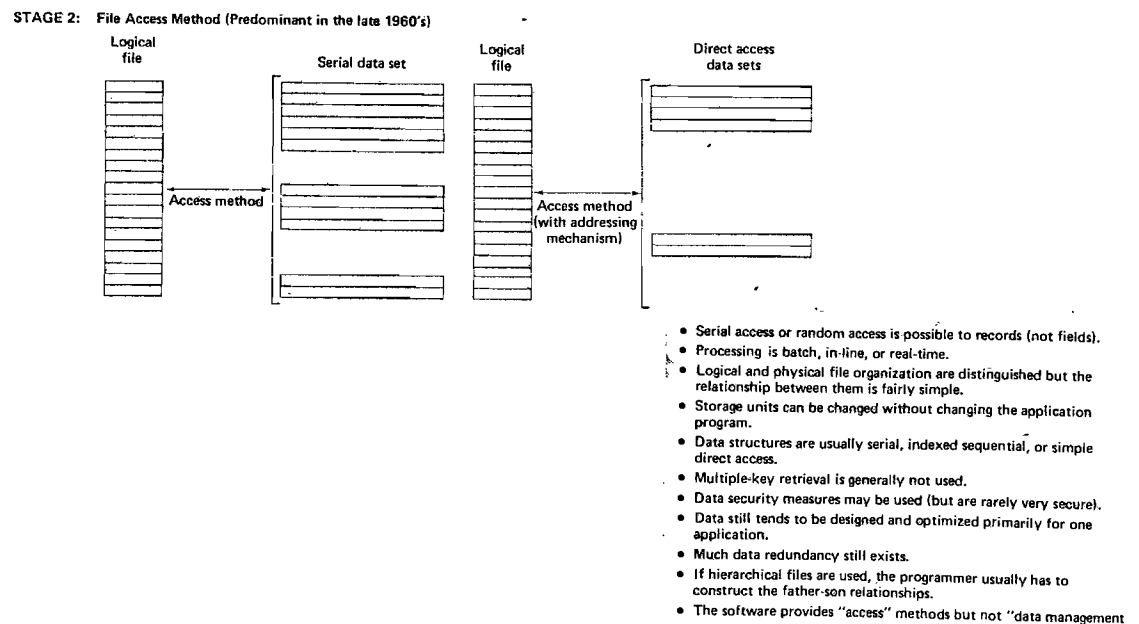 STAGE 2: File Access Method (Predominant in the late 1960's)
Logical
file
Serial data set
Logical
file
Direct access
data sets
Access method
Access method
(with addressing
mechanism)
• Serial access or random access is possible to records (not fields).
• Processing is batch, in-line, or real-time.
• Logical and physical file organization are distinguished but the
relationship between them is fairly simple.
• Storage units can be changed without changing the application
program.
• Data structures are usually serial, indexed sequential, or simple
direct access.
• Multiple-key retrieval is generally not used.
• Data security measures may be used (but are rarely very secure).
• Data still tends to be designed and optimized primarily for one
application.
• Much data redundancy still exists.
• If hierarchical files are used, the programmer usually has to
construct the father-son relationships.
• The software provides "access" methods but not "data management